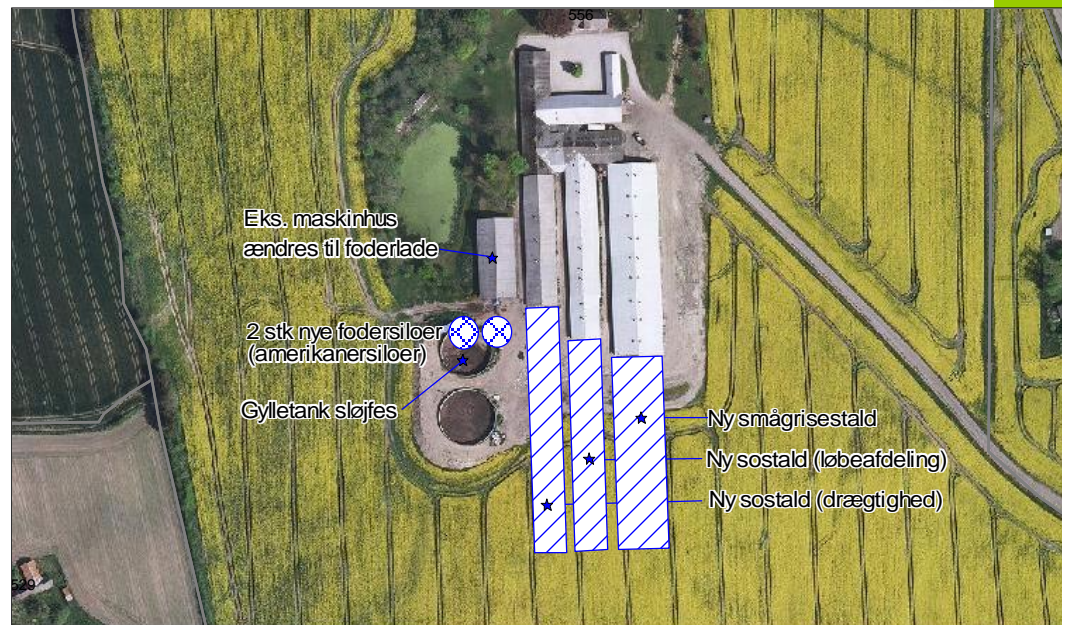 556
Eks. maskinhus
ændres til foderlade
2 stk nye fodersiloer
(amerikanersiloer)
Gylletank sløjfes
Ny smågrisestald
Ny sostald (løbeafdeling)
Ny sostald (drægtighed)
529